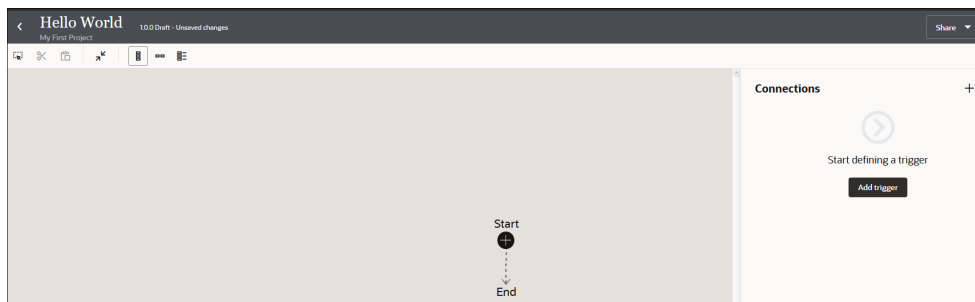 Hello World
1.0.0 Draft - Unsaved changes
My First Project
Share
Connections
Start defining a trigger
Add trigger
Start
End